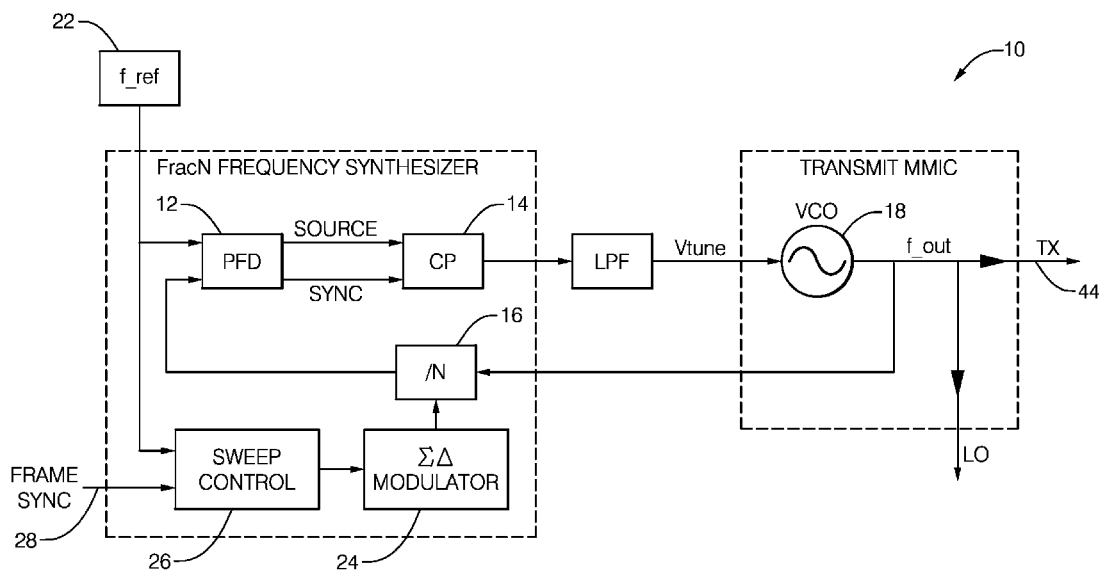 22
f_ref
10
FracN FREQUENCY SYNTHESIZER
TRANSMIT MMIC
12
SOURCE
14
VCO
18
PFD
CP
LPF
Vtune
f_out
TX
SYNC
44
16
/N
FRAME
SYNC
SWEEP
CONTROL
ΣΔ
MODULATOR
LO
28
26
24